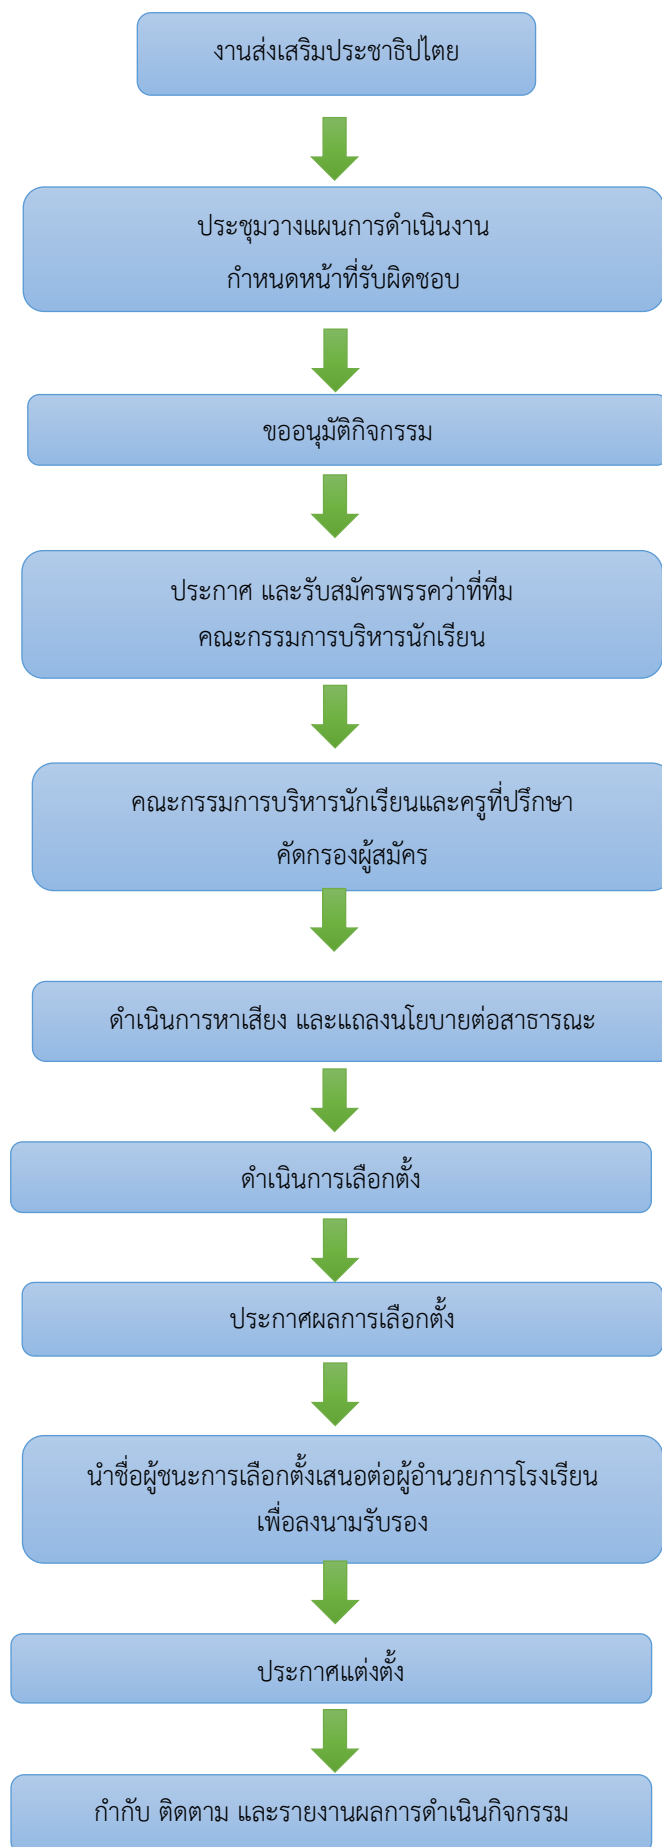 งานส่งเสริมประชาธิปไตย
ประชุมวางแผนการดำเนินงาน
กำหนดหน้าที่รับผิดชอบ
ขออนุมัติกิจกรรม
ประกาศ และรับสมัครพรรคว่าที่ทีม
คณะกรรมการบริหารนักเรียน
คณะกรรมการบริหารนักเรียนและครูที่ปรึกษา
คัดกรองผู้สมัคร
ดำเนินการหาเสียง และแถลงนโยบายต่อสาธารณะ
ดำเนินการเลือกตั้ง
ประกาศผลการเลือกตั้ง
นำชื่อผู้ชนะการเลือกตั้งเสนอต่อผู้อำนวยการโรงเรียน
เพื่อลงนามรับรอง
ประกาศแต่งตั้ง
กำกับ ติดตาม และรายงานผลการดำเนินกิจกรรม